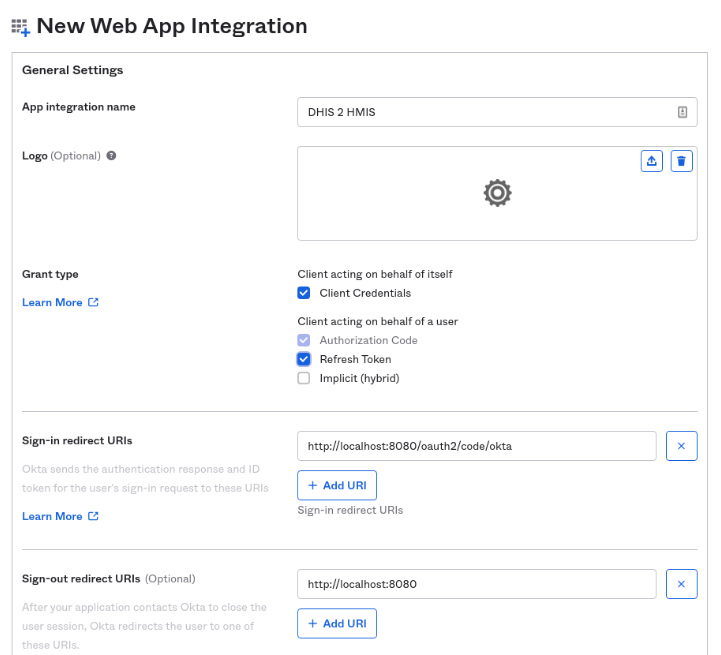 New Web App Integration
General Settings
App integration name
DHIS 2 HMIS
Logo (Optional) ?
Grant type
Learn More
Client acting on behalf of itself
Client Credentials
Client acting on behalf of a user
Authorization Code
Refresh Token
Implicit (hybrid)
Sign-in redirect URIs
Okta sends the authentication response and ID
token for the user's sign-in request to these URIs
Learn More
http://localhost:8080/oauth2/code/okta
+ Add URI
Sign-in redirect URIs
Sign-out redirect URIs (Optional)
After your application contacts Okta to close the
user session, Okta redirects the user to one of
these URIs.
http://localhost:8080
+ Add URI